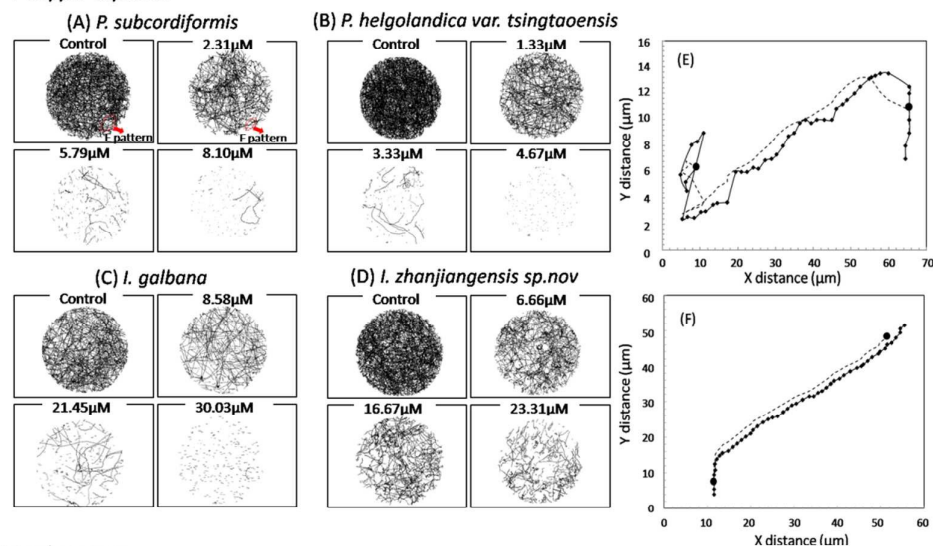 (A) P. subcordiformis
Control
2.31μM
F pattern
F pattern
5.79μM
8.10μM
(B) P. helgolandica var. tsingtaoensis
Control
1.33μM
3.33μM
4.67μM
(C) I. galbana
Control
8.58μM
21.45μM
30.03μM
(D) I. zhanjiangensis sp.nov
Control
6.66μM
16.67μM
23.31μM
(E)
Y distance (μm)
16
14
12
10
8
6
4
2
0
0 10 20 30 40 50 60 70
X distance (μm)
(F)
Y distance (μm)
60
50
40
30
20
10
0
0 10 20 30 40 50 60
X distance (μm)